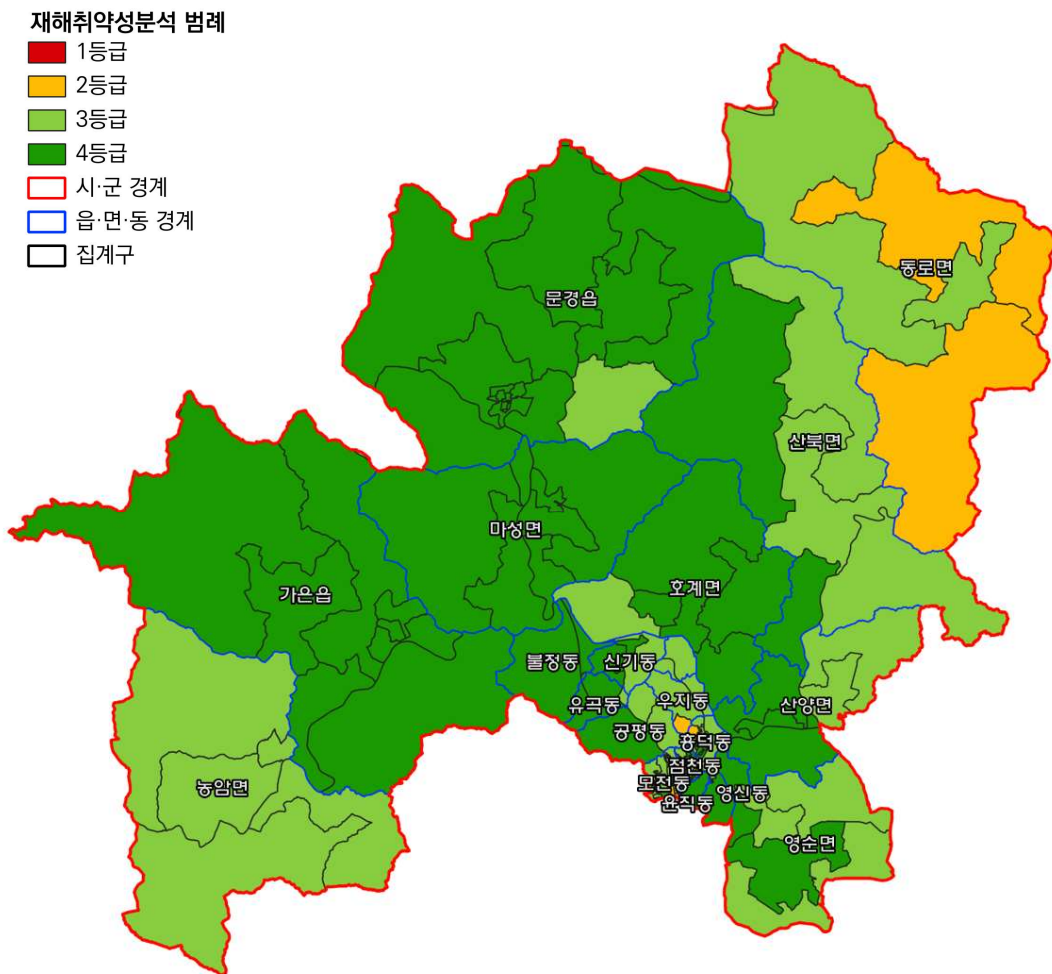 재해취약성분석 범례
1등급
2등급
3등급
4등급
시·군 경계
읍·면·동 경계
집계구
동로면
문경읍
산북면
마성면
호계면
가은읍
불정동
신기동
유곡동
우지동
산양면
공평동
흥덕동
점천동
모전동
영신동
윤직동
농암면
영순면